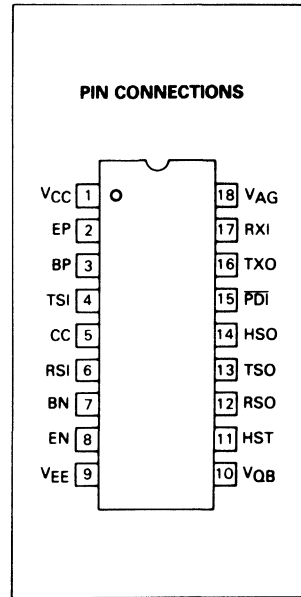 PIN CONNECTIONS
VCC 1 18 VAG
EP 2 17 RXI
BP 3 16 TXO
TSI 4 15 PDI
CC 5 14 HSO
RSI 6 13 TSO
BN 7 12 RSO
EN 8 11 HST
VEE 9 10 VQB